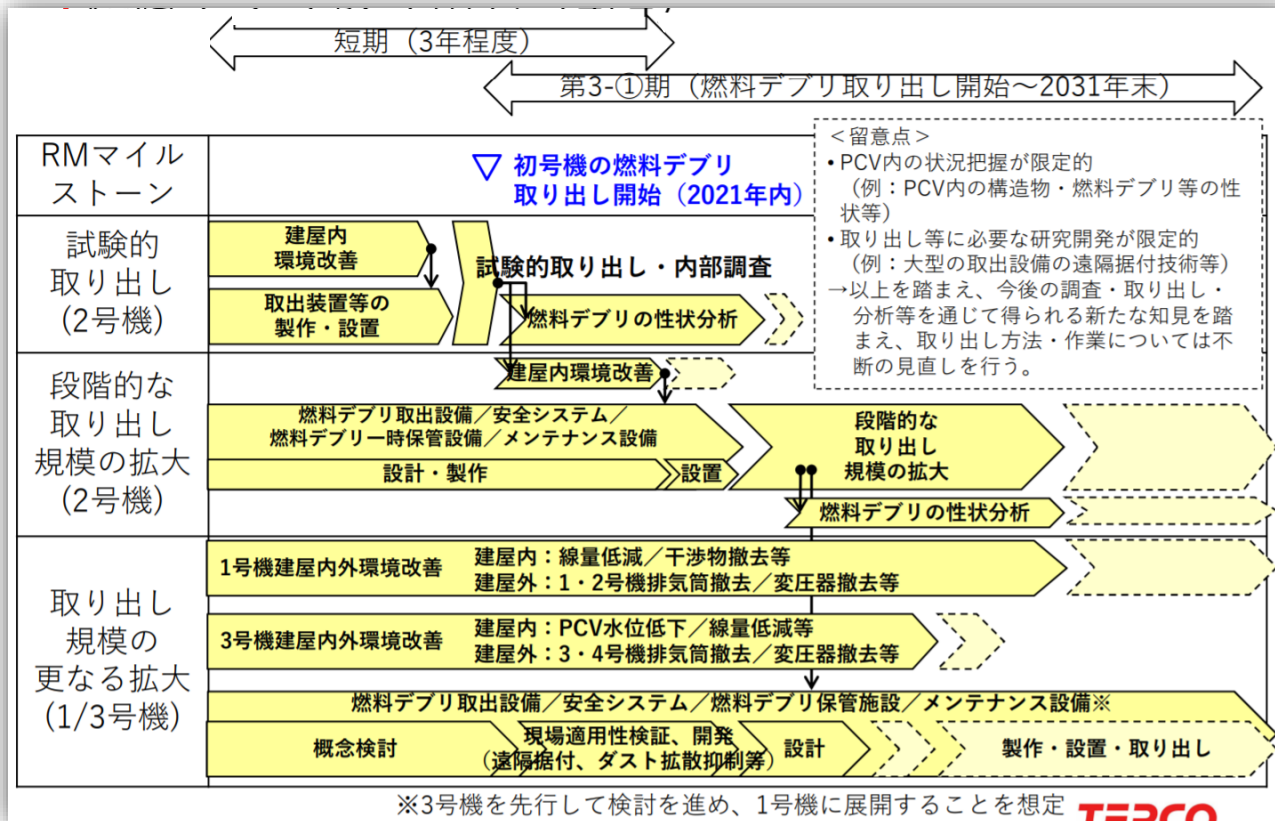 短期（3年程度）
第3-①期（燃料デブリ取り出し開始～2031年末）
RMマイル
ストーン
▽ 初号機の燃料デブリ
取り出し開始（2021年内）
＜留意点＞
•PCV内の状況把握が限定的
（例：PCV内の構造物・燃料デブリ等の性
状等）
•取り出し等に必要な研究開発が限定的
（例：大型の取出設備の遠隔据付技術等）
→以上を踏まえ、今後の調査・取り出し・
分析等を通じて得られる新たな知見を踏
まえ、取り出し方法・作業については不
断の見直しを行う。
試験的
取り出し
(2号機)
建屋内
環境改善
取出装置等の
製作・設置
試験的取り出し・内部調査
燃料デブリの性状分析
段階的な
取り出し
規模の拡大
(2号機)
建屋内環境改善
燃料デブリ取出設備／安全システム／
燃料デブリ一時保管設備／メンテナンス設備
設計・製作
設置
段階的な
取り出し
規模の拡大
燃料デブリの性状分析
取り出し
規模の
更なる拡大
(1/3号機)
1号機建屋内外環境改善
建屋内：線量低減／干渉物撤去等
建屋外：1・2号機排気筒撤去／変圧器撤去等
3号機建屋内外環境改善
建屋内：PCV水位低下／線量低減等
建屋外：3・4号機排気筒撤去／変圧器撤去等
燃料デブリ取出設備／安全システム／燃料デブリ保管施設／メンテナンス設備※
概念検討
現場適用性検証、開発
（遠隔据付、ダスト拡散抑制等）
設計
製作・設置・取り出し
※3号機を先行して検討を進め、1号機に展開することを想定
TEPCO